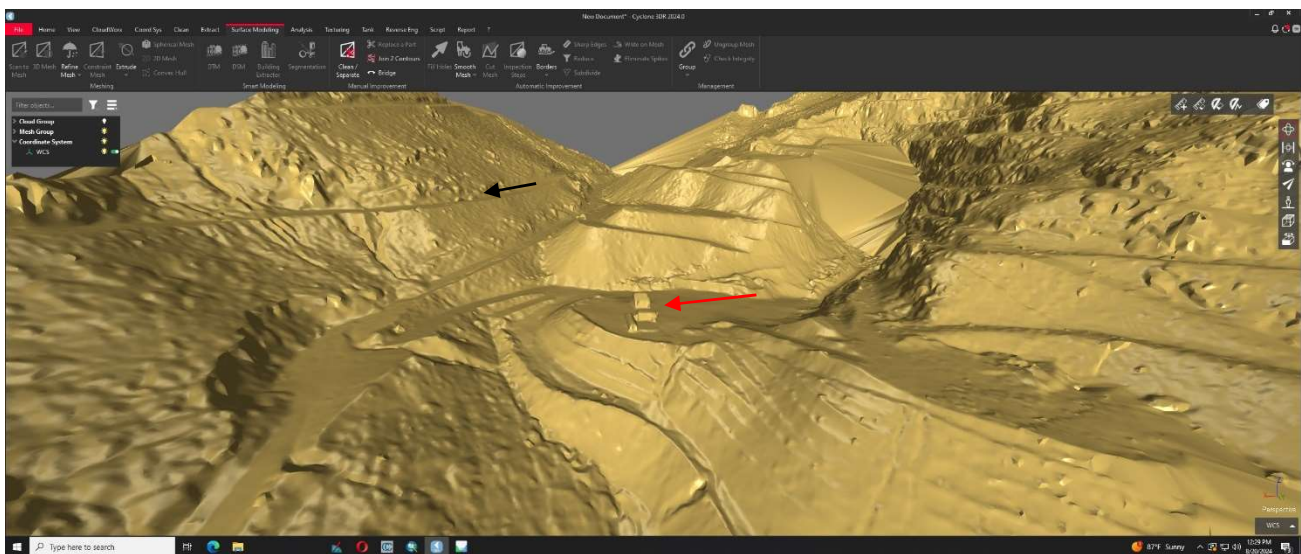 New Document* - Cyclone 3DR 2024.0
File Home View CloudWorx Coord Sys Clean Extract Surface Modeling Analysis Texturing Tank Reverse Eng Script Report ?
Scan to Mesh
3D Mesh
Refine Mesh
Constraint Mesh
Extrude
Spherical Mesh
2D Mesh
Convex Hull
Meshing
DTM
DSM
Building Extractor
Segmentation
Smart Modeling
Clean / Separate
Replace a Part
Join 2 Contours
Bridge
Manual Improvement
Fill Holes
Smooth Mesh
Cut Mesh
Inspection Steps
Borders
Sharp Edges
Reduce
Subdivide
Write on Mesh
Eliminate Spikes
Automatic Improvement
Group
Ungroup Mesh
Check Integrity
Management
Filter objects...
Cloud Group
Mesh Group
Coordinate System
WCS
Perspective
WCS
Type here to search
87°F Sunny
12:29 PM
8/20/2024